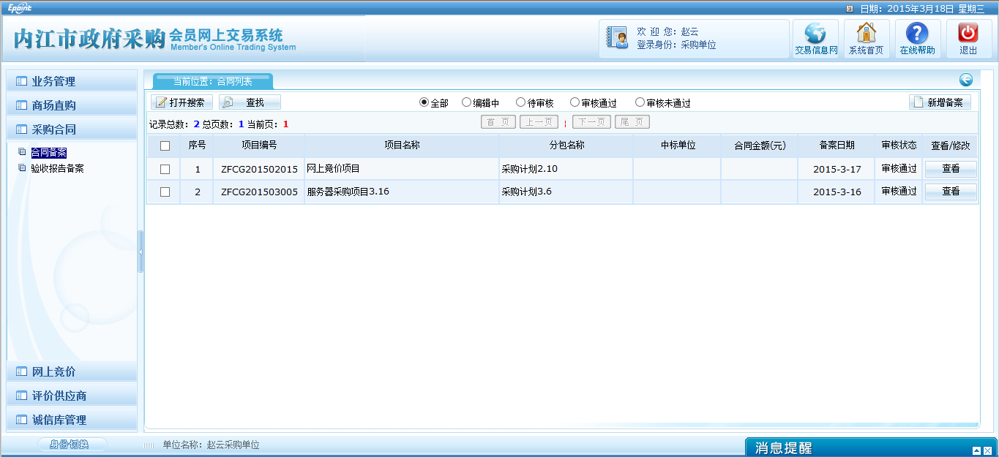 Epoint
日期：2015年3月18日 星期三
内江市政府采购 会员网上交易系统
Member's Online Trading System
欢 迎 您：赵云
登录身份：采购单位
交易信息网 系统首页 在线帮助 退出
业务管理
商场直购
采购合同
合同备案
验收报告备案
网上竞价
评价供应商
诚信库管理
当前位置：合同列表
打开搜索 查找 全部 编辑中 待审核 审核通过 审核未通过 新增备案
记录总数：2 总页数：1 当前页：1 首 页 上一页 下一页 尾 页
序号 项目编号 项目名称 分包名称 中标单位 合同金额(元) 备案日期 审核状态 查看/修改
1 ZFCG201502015 网上竞价项目 采购计划2.10 2015-3-17 审核通过 查看
2 ZFCG201503005 服务器采购项目3.16 采购计划3.6 2015-3-16 审核通过 查看
身份切换 单位名称：赵云采购单位 消息提醒